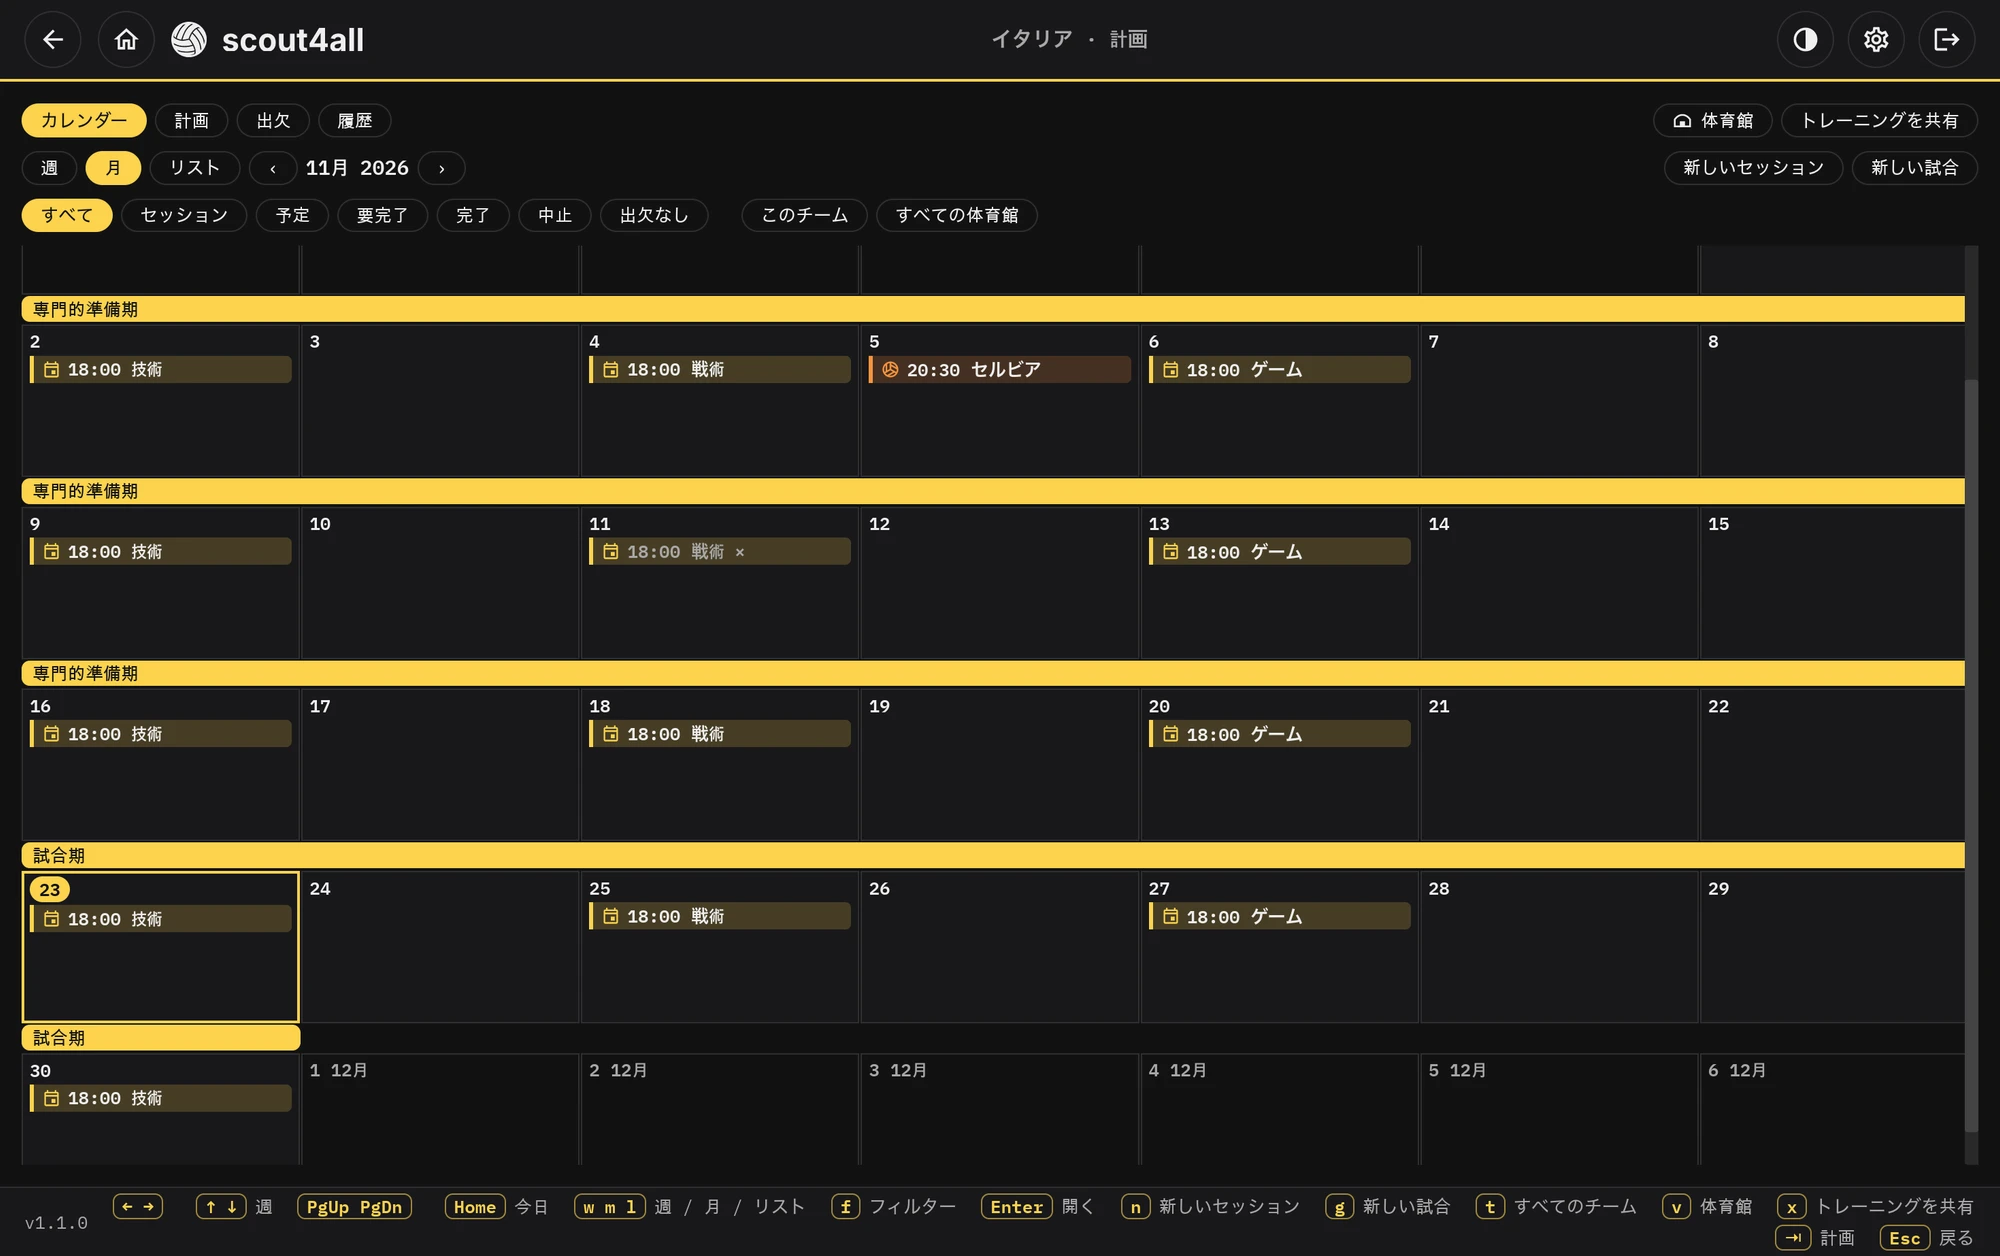 scout4all
イタリア · 計画
カレンダー 計画 出欠 履歴 体育館 トレーニングを共有
週 月 リスト ‹ 11月 2026 › 新しいセッション 新しい試合
すべて セッション 予定 要完了 完了 中止 出欠なし このチーム すべての体育館
専門的準備期
2 3 4 5 6 7 8
18:00 技術 18:00 戦術 20:30 セルビア 18:00 ゲーム
専門的準備期
9 10 11 12 13 14 15
18:00 技術 18:00 戦術 × 18:00 ゲーム
専門的準備期
16 17 18 19 20 21 22
18:00 技術 18:00 戦術 18:00 ゲーム
試合期
23 24 25 26 27 28 29
18:00 技術 18:00 戦術 18:00 ゲーム
試合期
30 1 12月 2 12月 3 12月 4 12月 5 12月 6 12月
18:00 技術
v1.1.0 ← → ↑ ↓ 週 PgUp PgDn Home 今日 w m l 週 / 月 / リスト f フィルター Enter 開く n 新しいセッション g 新しい試合 t すべてのチーム v 体育館 x トレーニングを共有
⇥ 計画 Esc 戻る